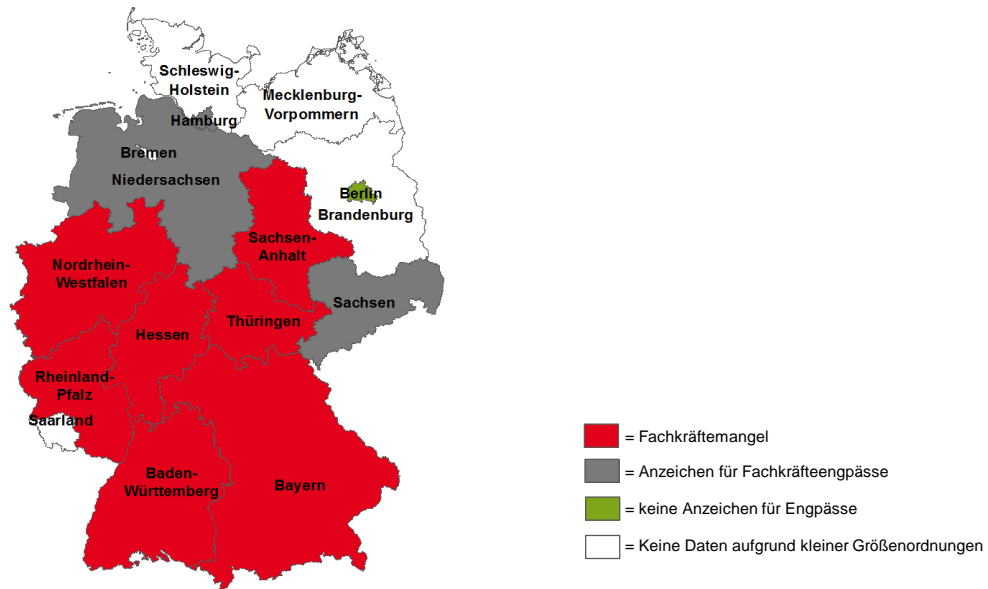 Schleswig-
Holstein
Mecklenburg-
Vorpommern
Hamburg
Bremen
Niedersachsen
Berlin
Brandenburg
Sachsen-
Anhalt
Nordrhein-
Westfalen
Sachsen
Thüringen
Hessen
Rheinland-
Pfalz
Saarland
Baden-
Württemberg
Bayern
= Fachkräftemangel
= Anzeichen für Fachkräfteengpässe
= keine Anzeichen für Engpässe
= Keine Daten aufgrund kleiner Größenordnungen